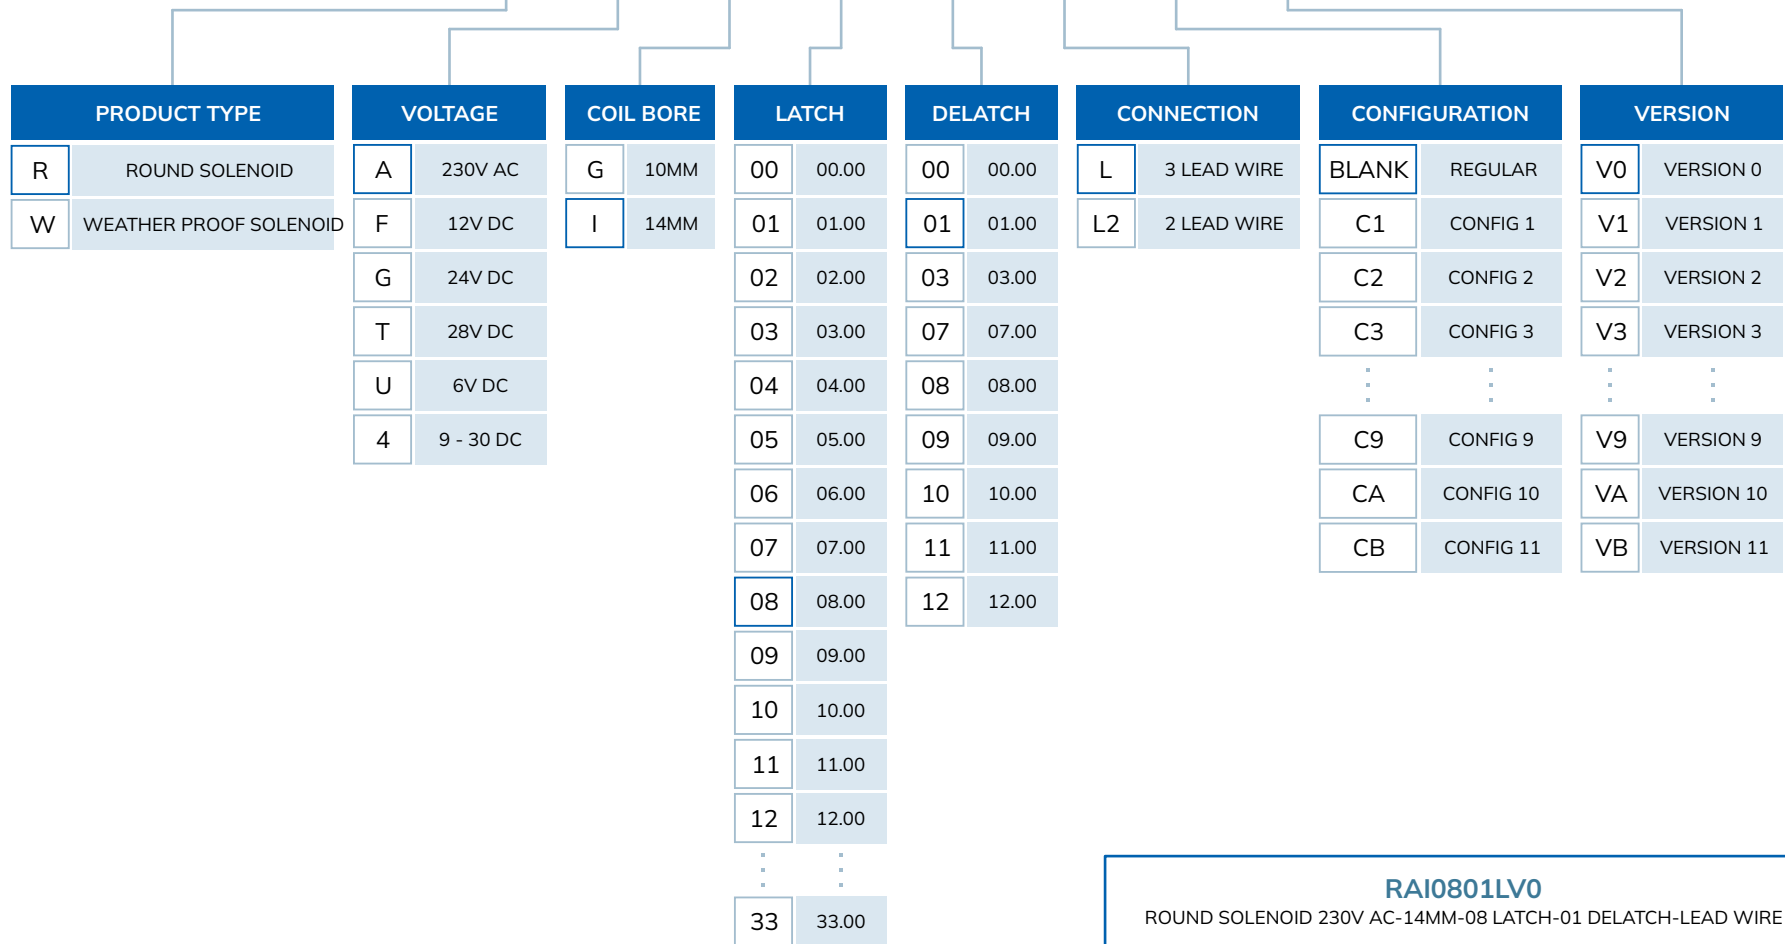 PRODUCT TYPE
R ROUND SOLENOID
W WEATHER PROOF SOLENOID
VOLTAGE
A 230V AC
F 12V DC
G 24V DC
T 28V DC
U 6V DC
4 9 - 30 DC
COIL BORE
G 10MM
I 14MM
LATCH
00 00.00
01 01.00
02 02.00
03 03.00
04 04.00
05 05.00
06 06.00
07 07.00
08 08.00
09 09.00
10 10.00
11 11.00
12 12.00
33 33.00
DELATCH
00 00.00
01 01.00
03 03.00
07 07.00
08 08.00
09 09.00
10 10.00
11 11.00
12 12.00
CONNECTION
L 3 LEAD WIRE
L2 2 LEAD WIRE
CONFIGURATION
BLANK REGULAR
C1 CONFIG 1
C2 CONFIG 2
C3 CONFIG 3
C9 CONFIG 9
CA CONFIG 10
CB CONFIG 11
VERSION
V0 VERSION 0
V1 VERSION 1
V2 VERSION 2
V3 VERSION 3
V9 VERSION 9
VA VERSION 10
VB VERSION 11
RAI0801LV0
ROUND SOLENOID 230V AC-14MM-08 LATCH-01 DELATCH-LEAD WIRE